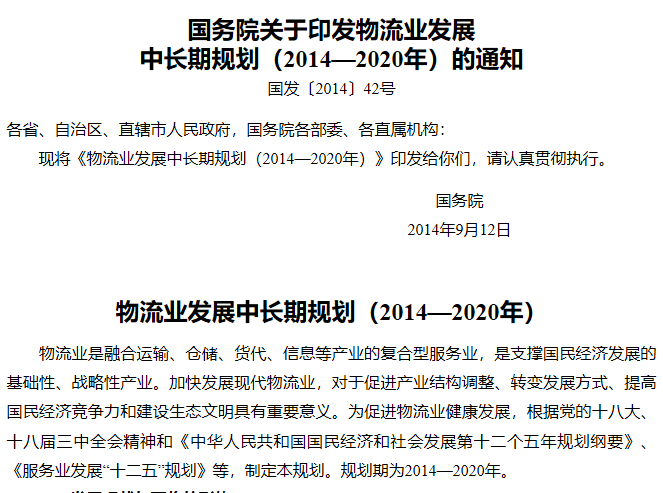 国务院关于印发物流业发展
中长期规划（2014—2020年）的通知
国发〔2014〕42号
各省、自治区、直辖市人民政府，国务院各部委、各直属机构：
现将《物流业发展中长期规划（2014—2020年）》印发给你们，请认真贯彻执行。
国务院
2014年9月12日
物流业发展中长期规划（2014—2020年）
物流业是融合运输、仓储、货代、信息等产业的复合型服务业，是支撑国民经济发展的
基础性、战略性产业。加快发展现代物流业，对于促进产业结构调整、转变发展方式、提高
国民经济竞争力和建设生态文明具有重要意义。为促进物流业健康发展，根据党的十八大、
十八届三中全会精神和《中华人民共和国国民经济和社会发展第十二个五年规划纲要》、
《服务业发展“十二五”规划》等，制定本规划。规划期为2014—2020年。